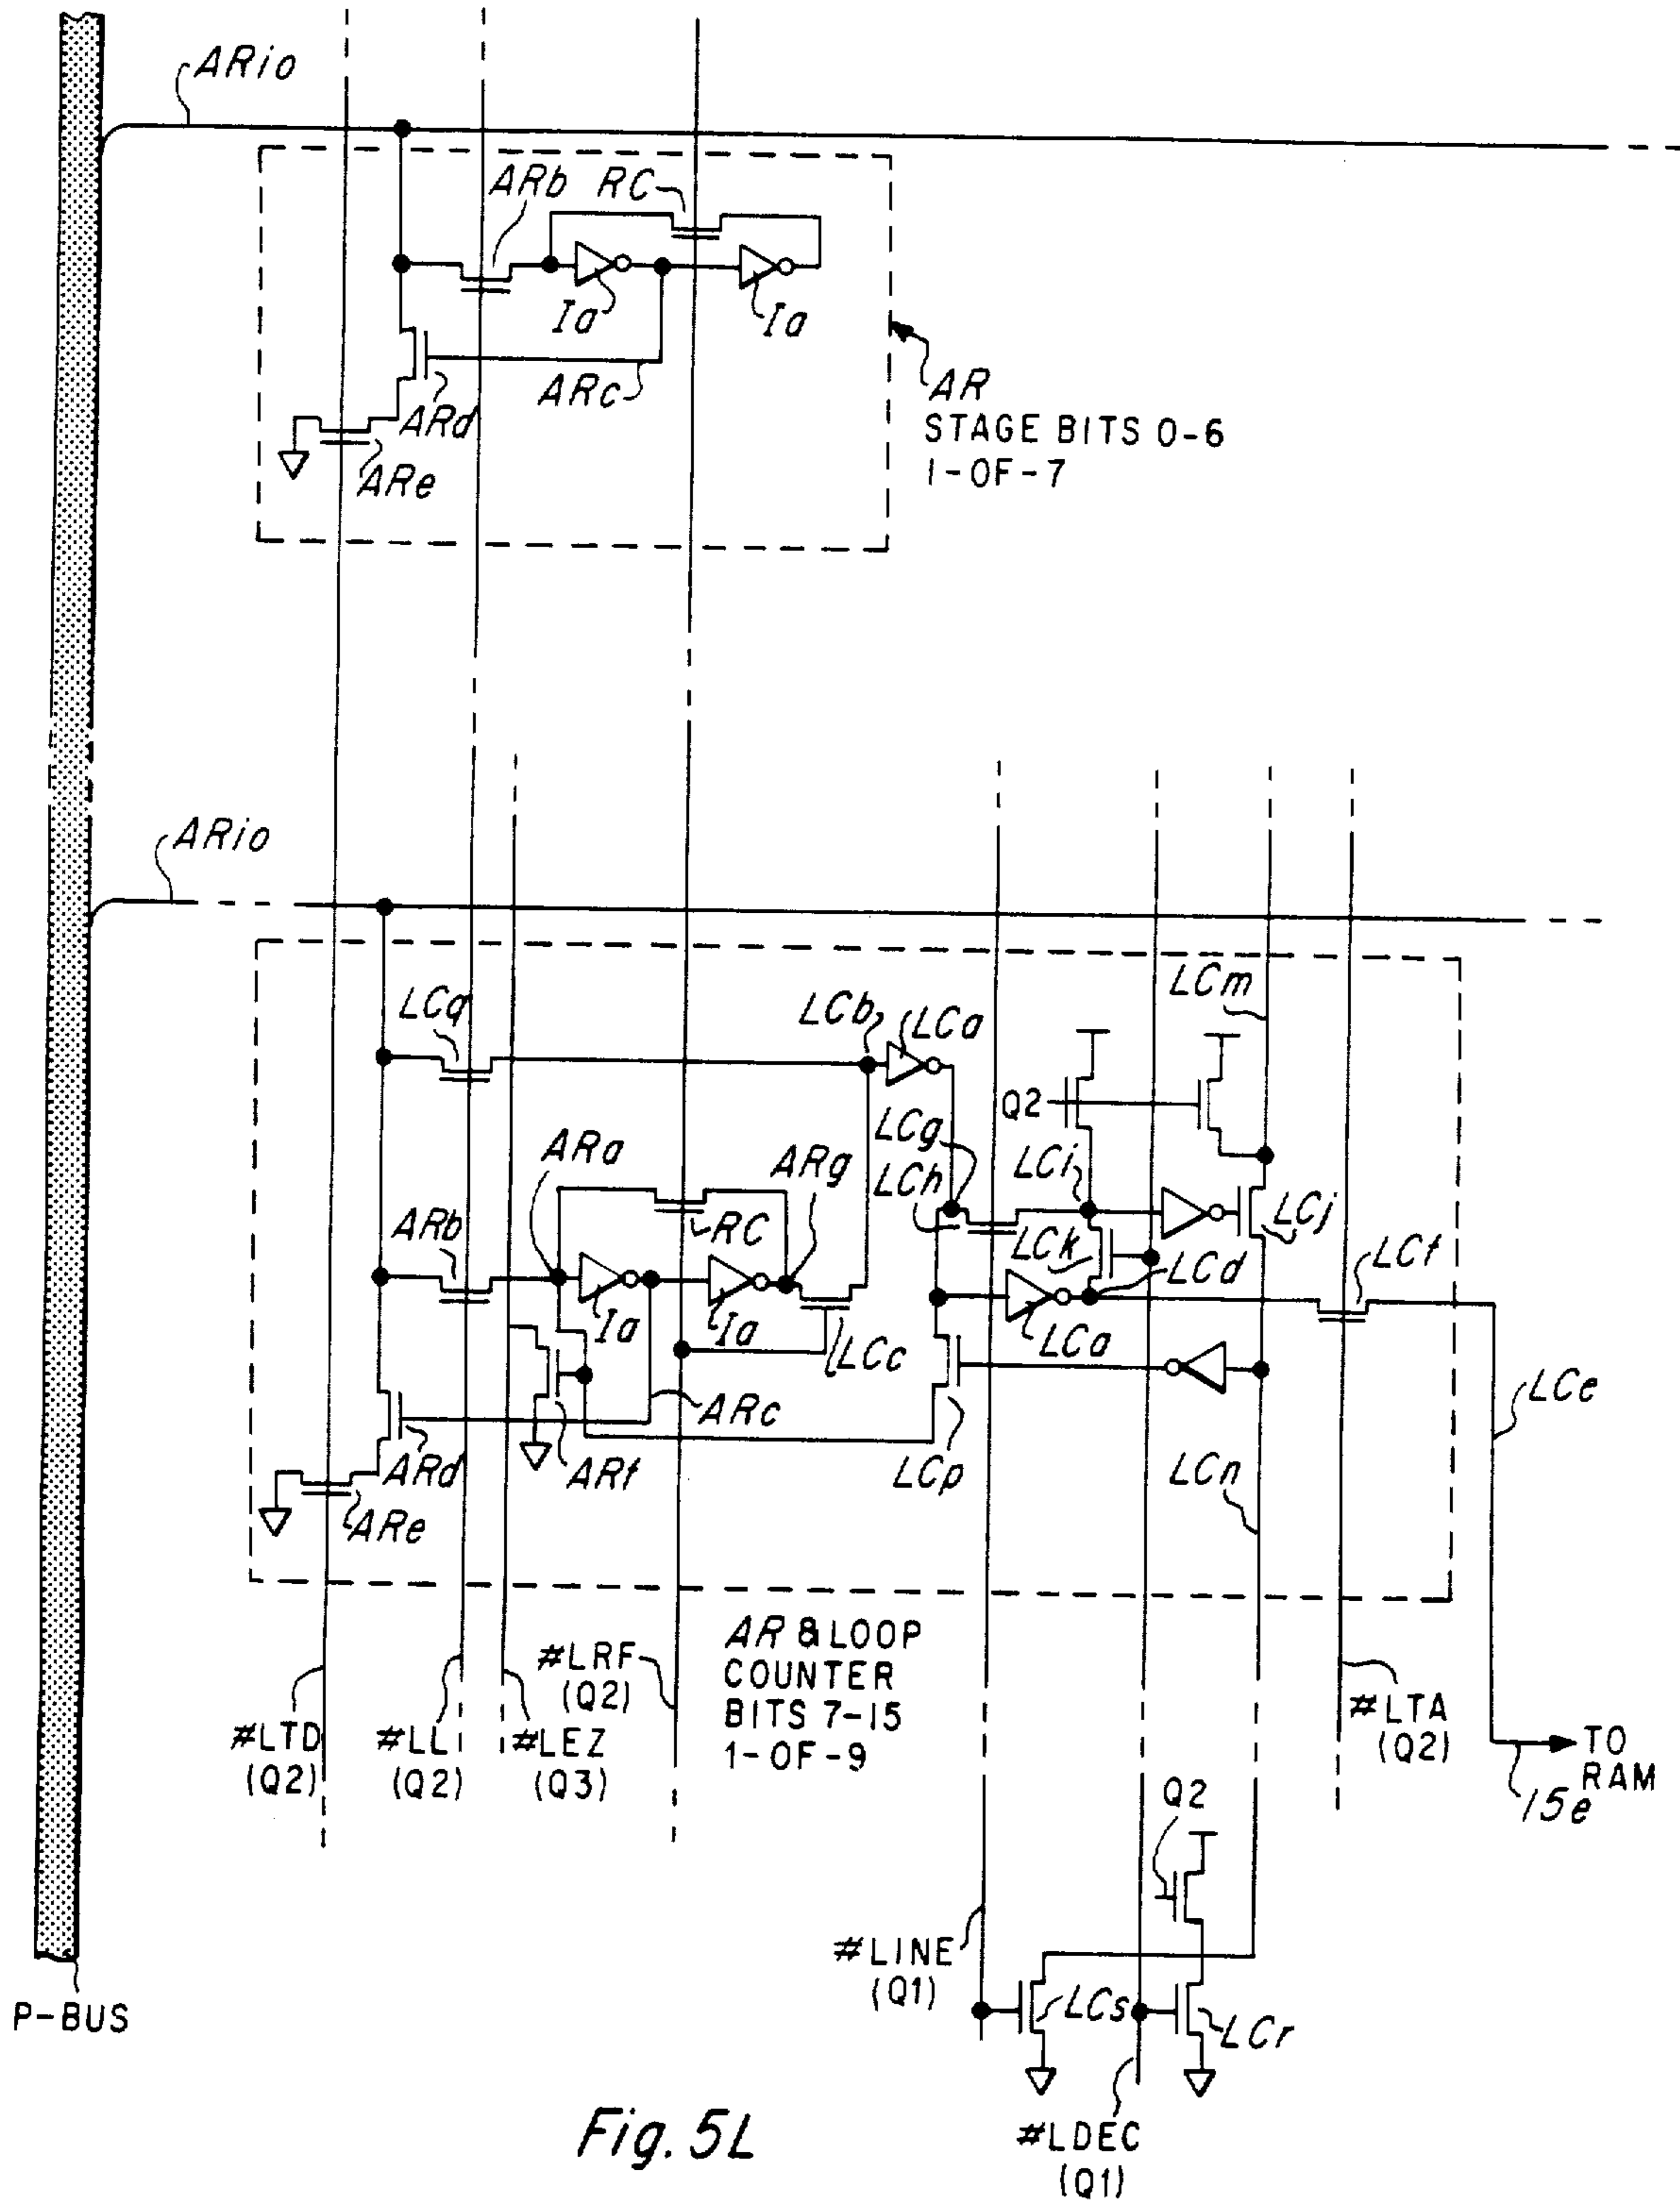 ARio
ARb
RC
Ia
Ia
ARc
ARd
ARe
AR
STAGE BITS 0-6
1-OF-7
ARio
LCq
LCb
LCa
LCm
Q2
LCg
LCh
LCi
LCj
ARa
ARg
ARb
RC
LCk
LCd
LCf
Ia
Ia
LCc
LCa
LCe
ARc
ARd
ARf
LCp
LCn
ARe
#LTD
(Q2)
#LL
(Q2)
#LEZ
(Q3)
#LRF
(Q2)
AR & LOOP
COUNTER
BITS 7-15
1-OF-9
#LTA
(Q2)
TO
RAM
15e
Q2
#LINE
(Q1)
LCs
LCr
P-BUS
#LDEC
(Q1)
Fig. 5L